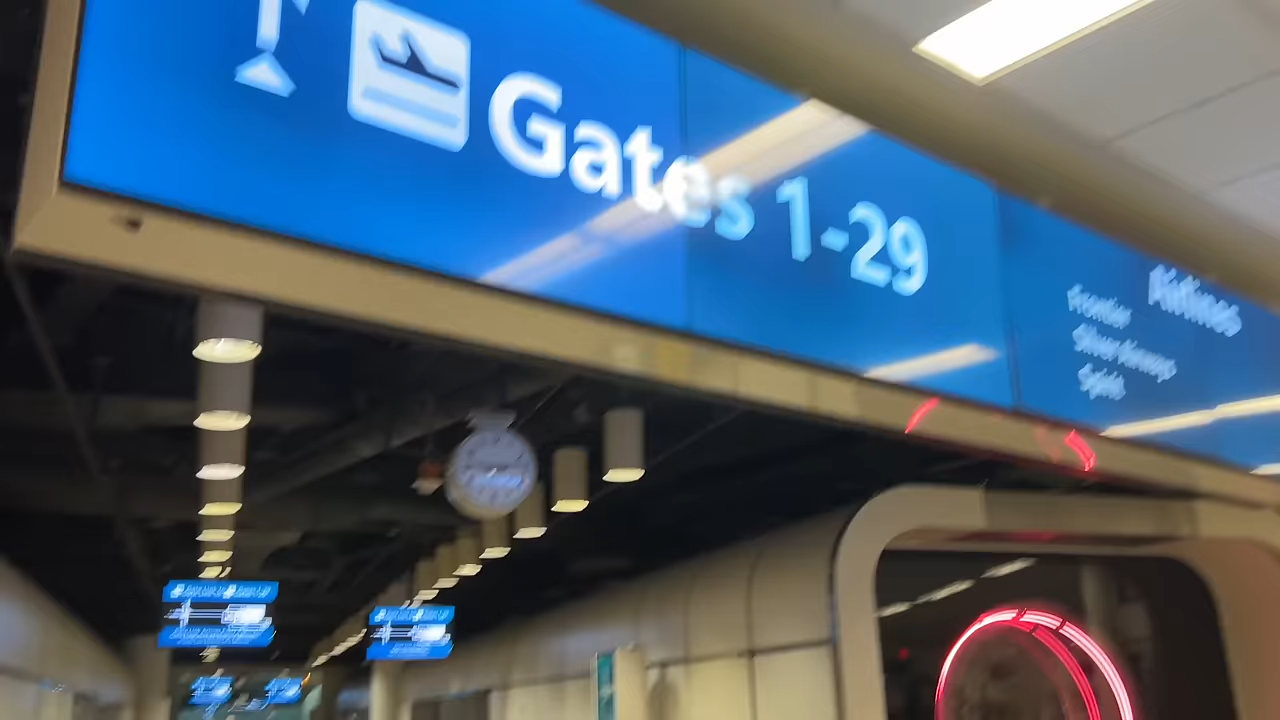 Gates 1-29
Airlines
Frontier
Silver Airways
Spirit